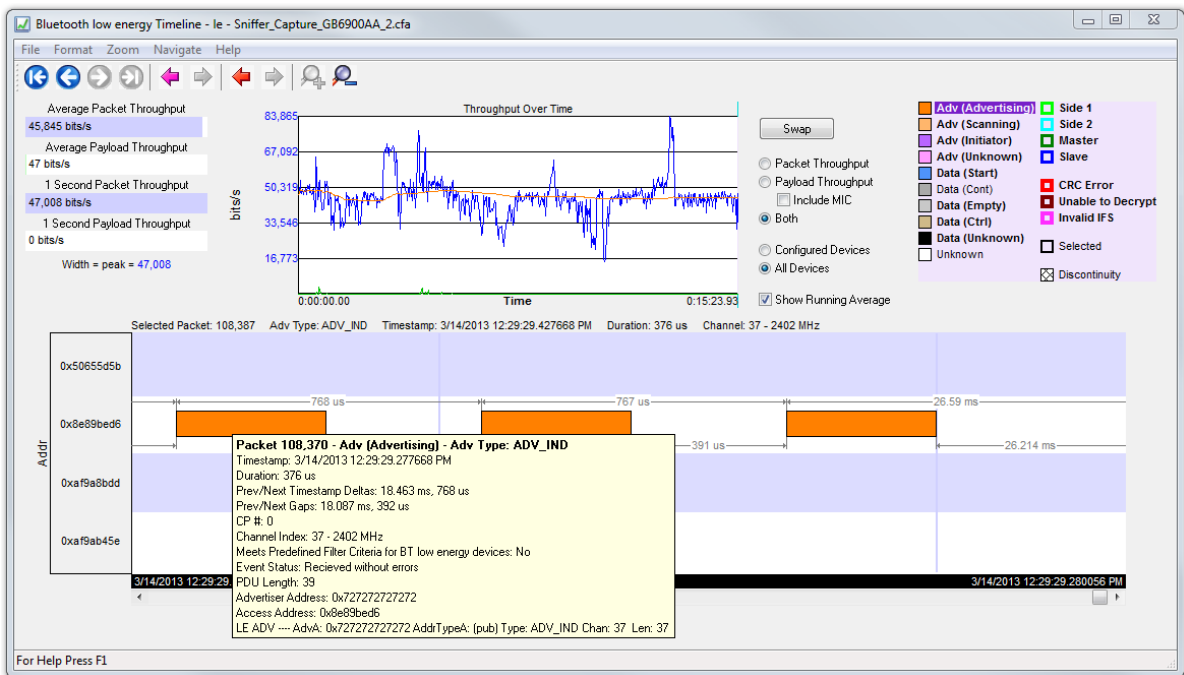 Bluetooth low energy Timeline - le - Sniffer_Capture_GB6900AA_2.cfa
File Format Zoom Navigate Help
Average Packet Throughput
45,845 bits/s
Average Payload Throughput
47 bits/s
1 Second Packet Throughput
47,008 bits/s
1 Second Payload Throughput
0 bits/s
Width = peak = 47,008
Throughput Over Time
83,865
67,092
50,319
33,546
16,773
bits/s
0:00:00.00 Time 0:15:23.93
Swap
Packet Throughput
Payload Throughput
Include MIC
Both
Configured Devices
All Devices
Show Running Average
Adv (Advertising)
Adv (Scanning)
Adv (Initiator)
Adv (Unknown)
Data (Start)
Data (Cont)
Data (Empty)
Data (Ctrl)
Data (Unknown)
Unknown
Side 1
Side 2
Master
Slave
CRC Error
Unable to Decrypt
Invalid IFS
Selected
Discontinuity
Selected Packet: 108,387 Adv Type: ADV_IND Timestamp: 3/14/2013 12:29:29.427668 PM Duration: 376 us Channel: 37 - 2402 MHz
Addr
0x50655d5b
0x8e89bed6
0xaf9a8bdd
0xaf9ab45e
768 us 767 us 26.59 ms
391 us 26.214 ms
Packet 108,370 - Adv (Advertising) - Adv Type: ADV_IND
Timestamp: 3/14/2013 12:29:29.277668 PM
Duration: 376 us
Prev/Next Timestamp Deltas: 18.463 ms, 768 us
Prev/Next Gaps: 18.087 ms, 392 us
CP #: 0
Channel Index: 37 - 2402 MHz
Meets Predefined Filter Criteria for BT low energy devices: No
Event Status: Recieved without errors
PDU Length: 39
Advertiser Address: 0x727272727272
Access Address: 0x8e89bed6
LE ADV ---- AdvA: 0x727272727272 AddrTypeA: (pub) Type: ADV_IND Chan: 37 Len: 37
3/14/2013 12:29:29. 3/14/2013 12:29:29.280056 PM
For Help Press F1